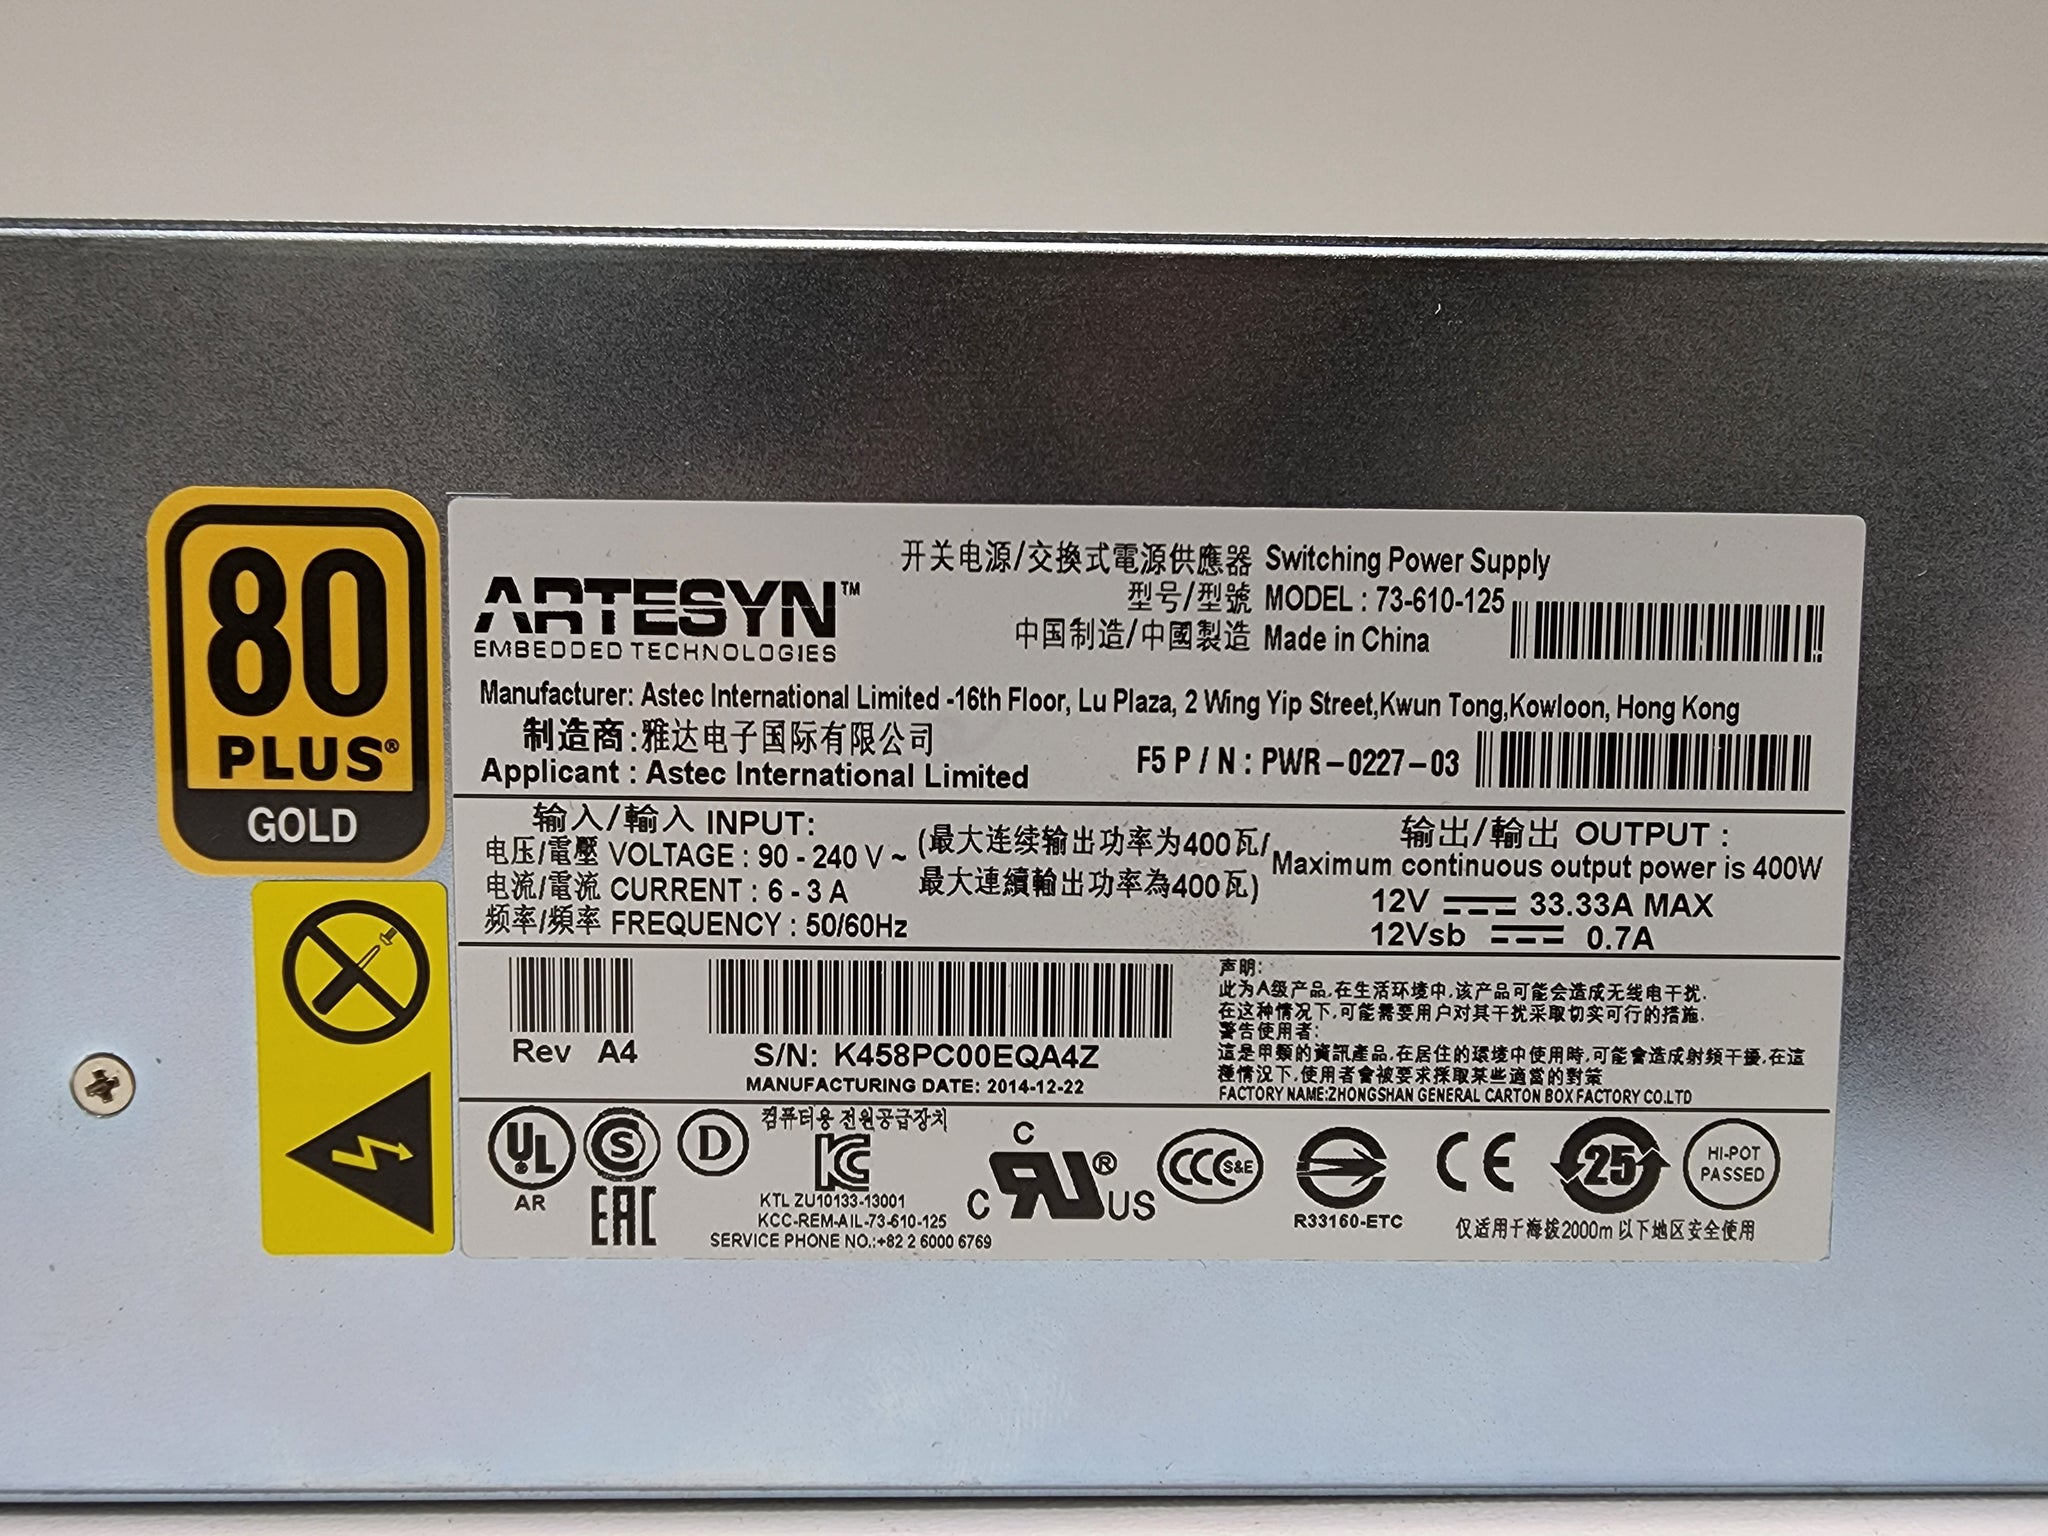 80
PLUS®
GOLD
ARTESYN™
EMBEDDED TECHNOLOGIES
开关电源/交換式電源供應器 Switching Power Supply
型号/型號 MODEL : 73-610-125
中国制造/中國製造 Made in China
Manufacturer: Astec International Limited -16th Floor, Lu Plaza, 2 Wing Yip Street,Kwun Tong,Kowloon, Hong Kong
制造商:雅达电子国际有限公司
Applicant : Astec International Limited
F5 P / N : PWR-0227-03
输入/輸入 INPUT:
电压/電壓 VOLTAGE : 90 - 240 V ~
电流/電流 CURRENT : 6 - 3 A
频率/頻率 FREQUENCY : 50/60Hz
(最大连续输出功率为400瓦/
最大連續輸出功率為400瓦)
输出/輸出 OUTPUT :
Maximum continuous output power is 400W
12V 33.33A MAX
12Vsb 0.7A
Rev A4
S/N: K458PC00EQA4Z
MANUFACTURING DATE: 2014-12-22
声明:
此为A级产品,在生活环境中,该产品可能会造成无线电干扰.
在这种情况下,可能需要用户对其干扰采取切实可行的措施.
警告使用者:
這是甲類的資訊產品,在居住的環境中使用時,可能會造成射頻干擾,在這
種情況下,使用者會被要求採取某些適當的對策
FACTORY NAME:ZHONGSHAN GENERAL CARTON BOX FACTORY CO.LTD
UL
AR
S
EAC
D
컴퓨터용 전원공급장치
KC
KTL ZU10133-13001
KCC-REM-AIL-73-610-125
SERVICE PHONE NO.:+82 2 6000 6769
C RU® C US
CCC S&E
R33160-ETC
CE
25
HI-POT
PASSED
仅适用于海拔2000m 以下地区安全使用